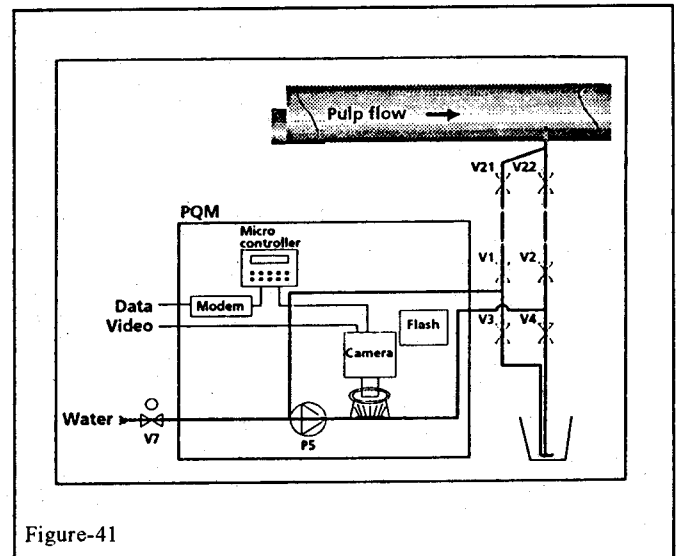 Pulp flow
V21 V22
PQM
Micro
controller
V1 V2
Data
Modem
Video
Flash
V3 V4
Camera
Water
V7
P5
Figure-41